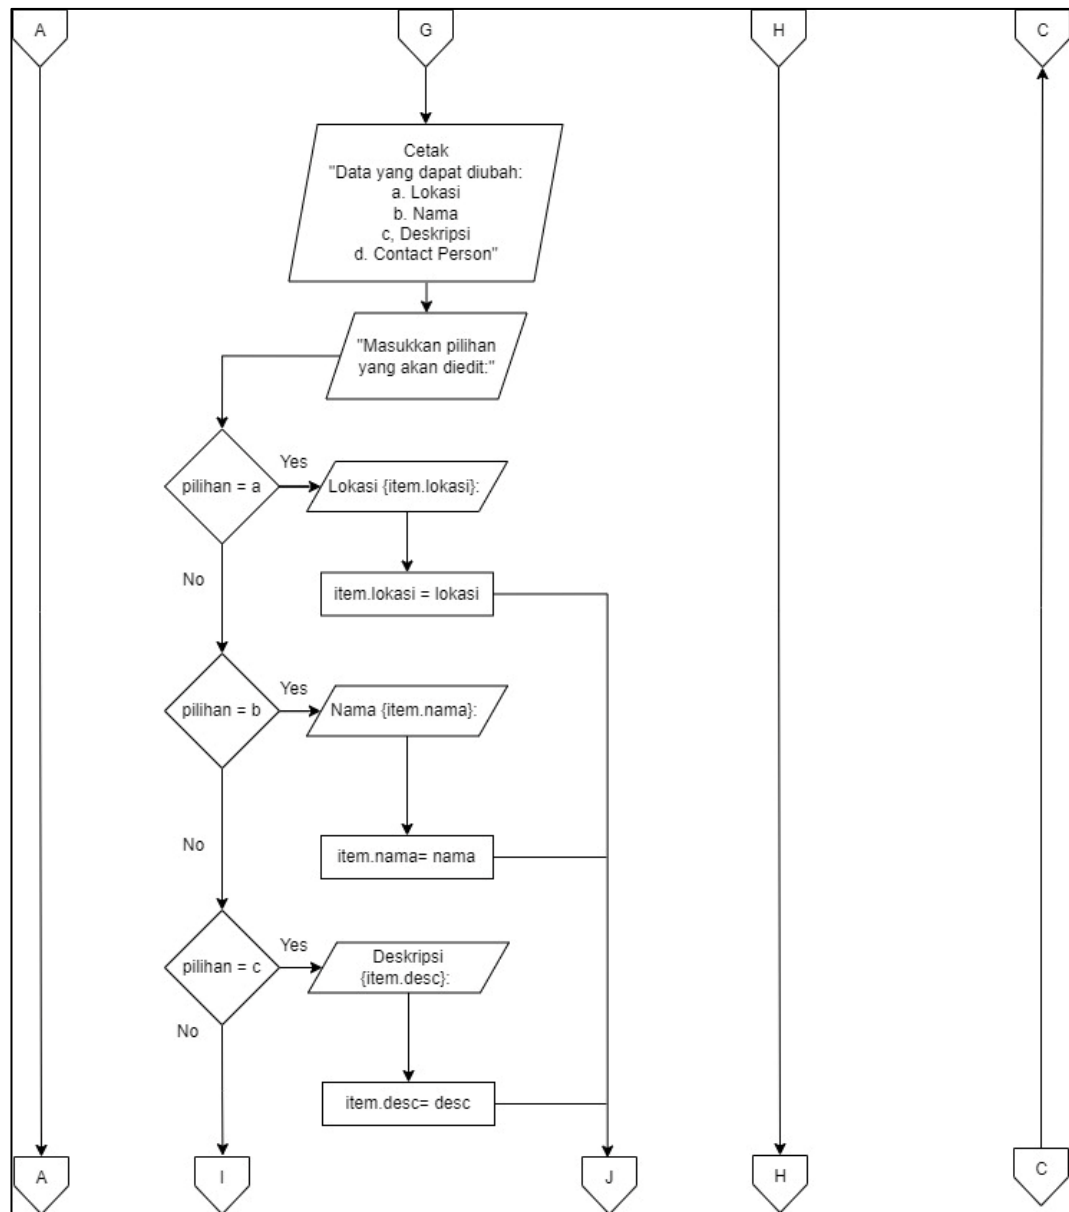 A
G
H
C
Cetak
"Data yang dapat diubah:
a. Lokasi
b. Nama
c, Deskripsi
d. Contact Person"
"Masukkan pilihan
yang akan diedit:"
pilihan = a
Yes
Lokasi {item.lokasi}:
No
item.lokasi = lokasi
pilihan = b
Yes
Nama {item.nama}:
No
item.nama= nama
pilihan = c
Yes
Deskripsi
{item.desc}:
No
item.desc= desc
A
I
J
H
C